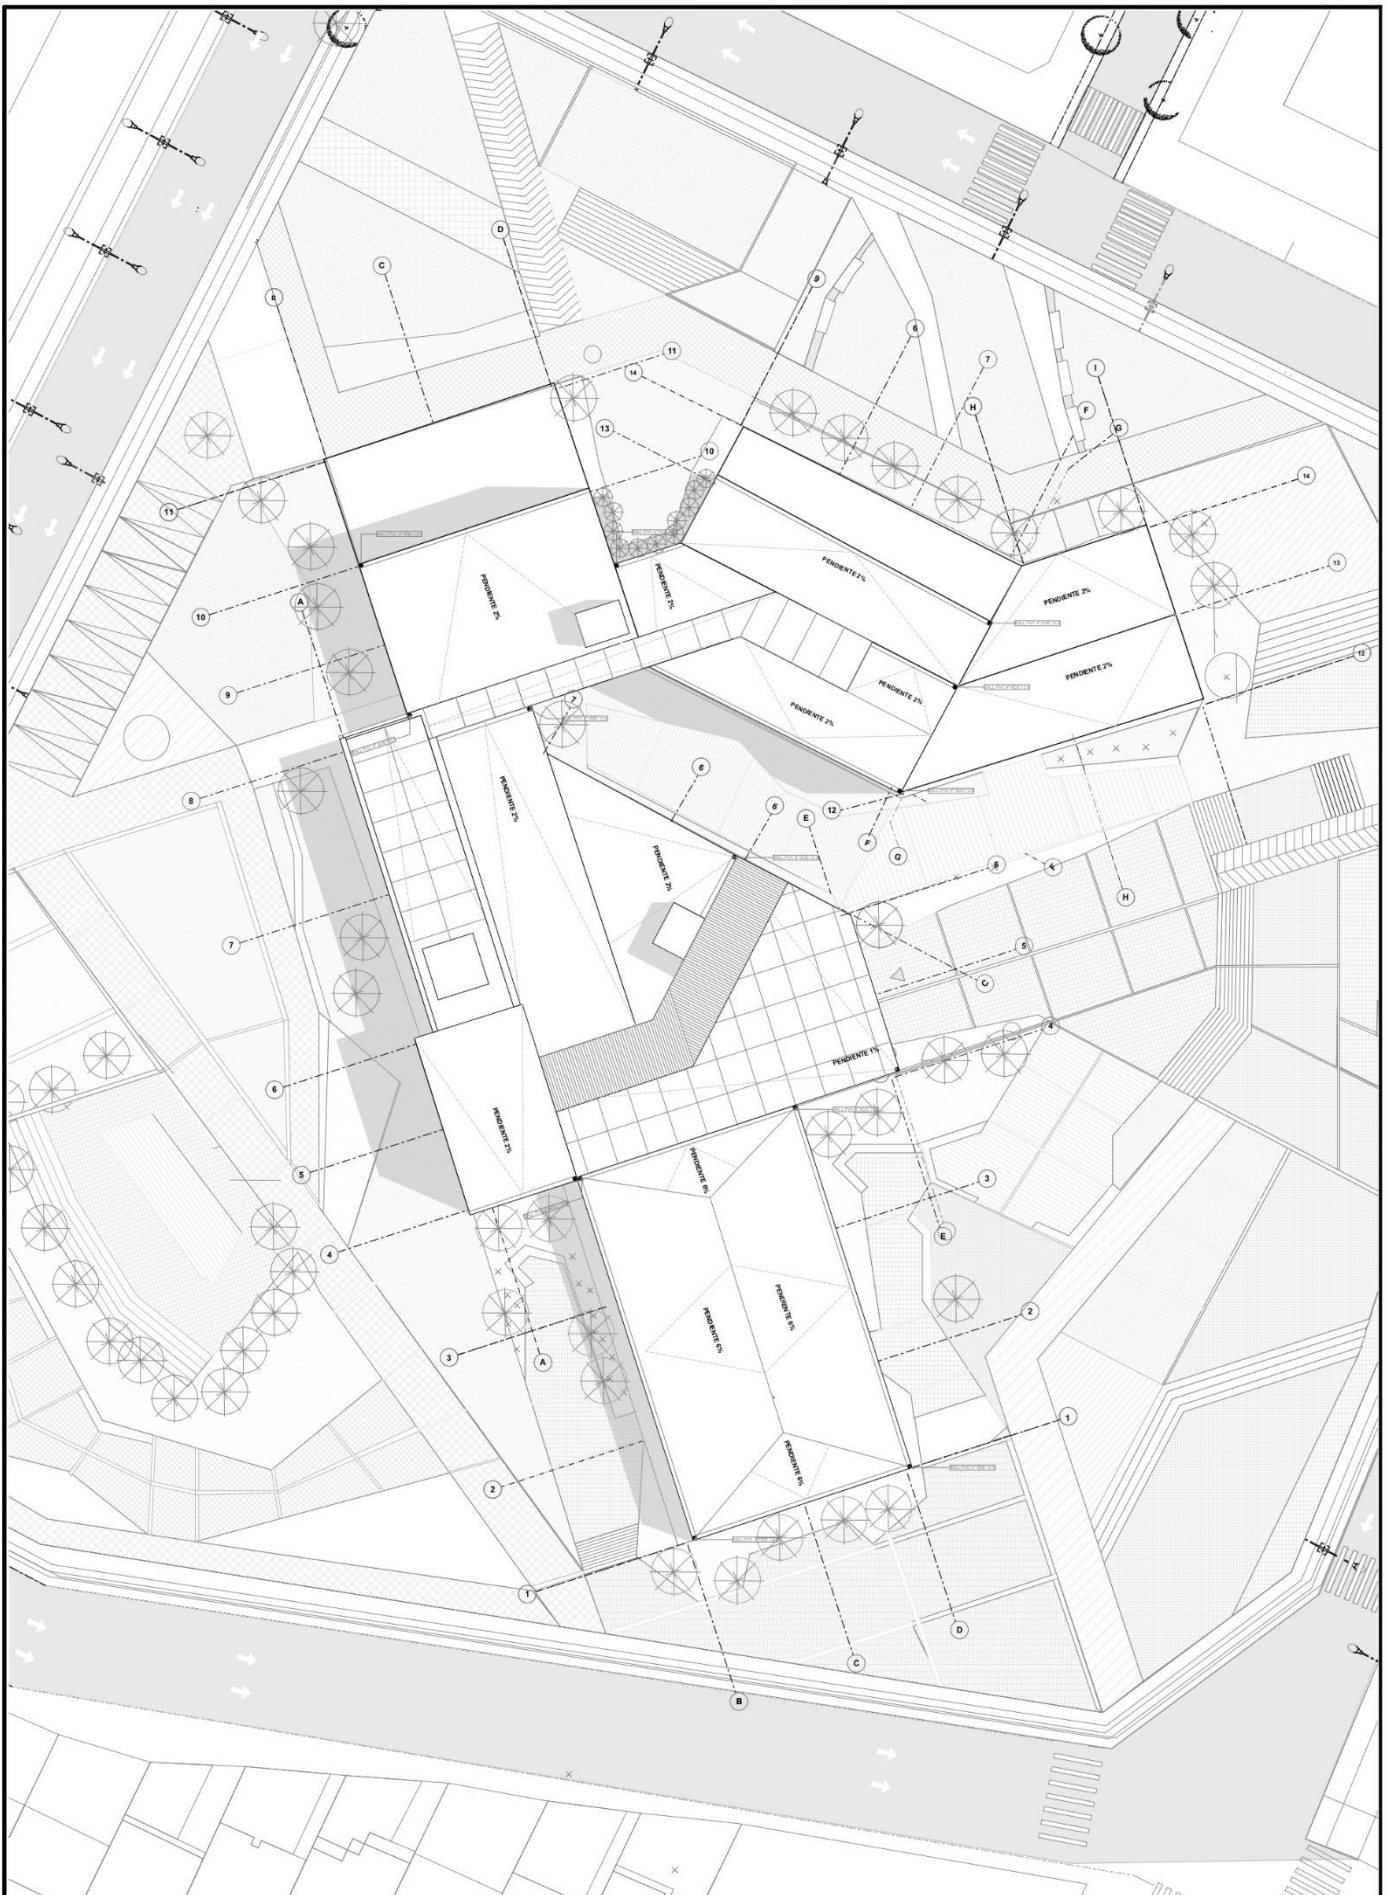 D
C
B
9
6
11
14
7
I
H
F
G
13
10
14
11
PENDIENTE 2%
PENDIENTE 2%
PENDIENTE 2%
PENDIENTE 2%
13
A
10
12
PENDIENTE 2%
PENDIENTE 2%
9
7
PENDIENTE 2%
6
8
PENDIENTE 2%
6
12
E
F
G
PENDIENTE 2%
6
F
H
7
5
G
4
PENDIENTE 1%
6
PENDIENTE 2%
5
PENDIENTE 6%
3
4
E
PENDIENTE 6%
2
PENDIENTE 6%
3
A
1
PENDIENTE 6%
2
1
D
C
B